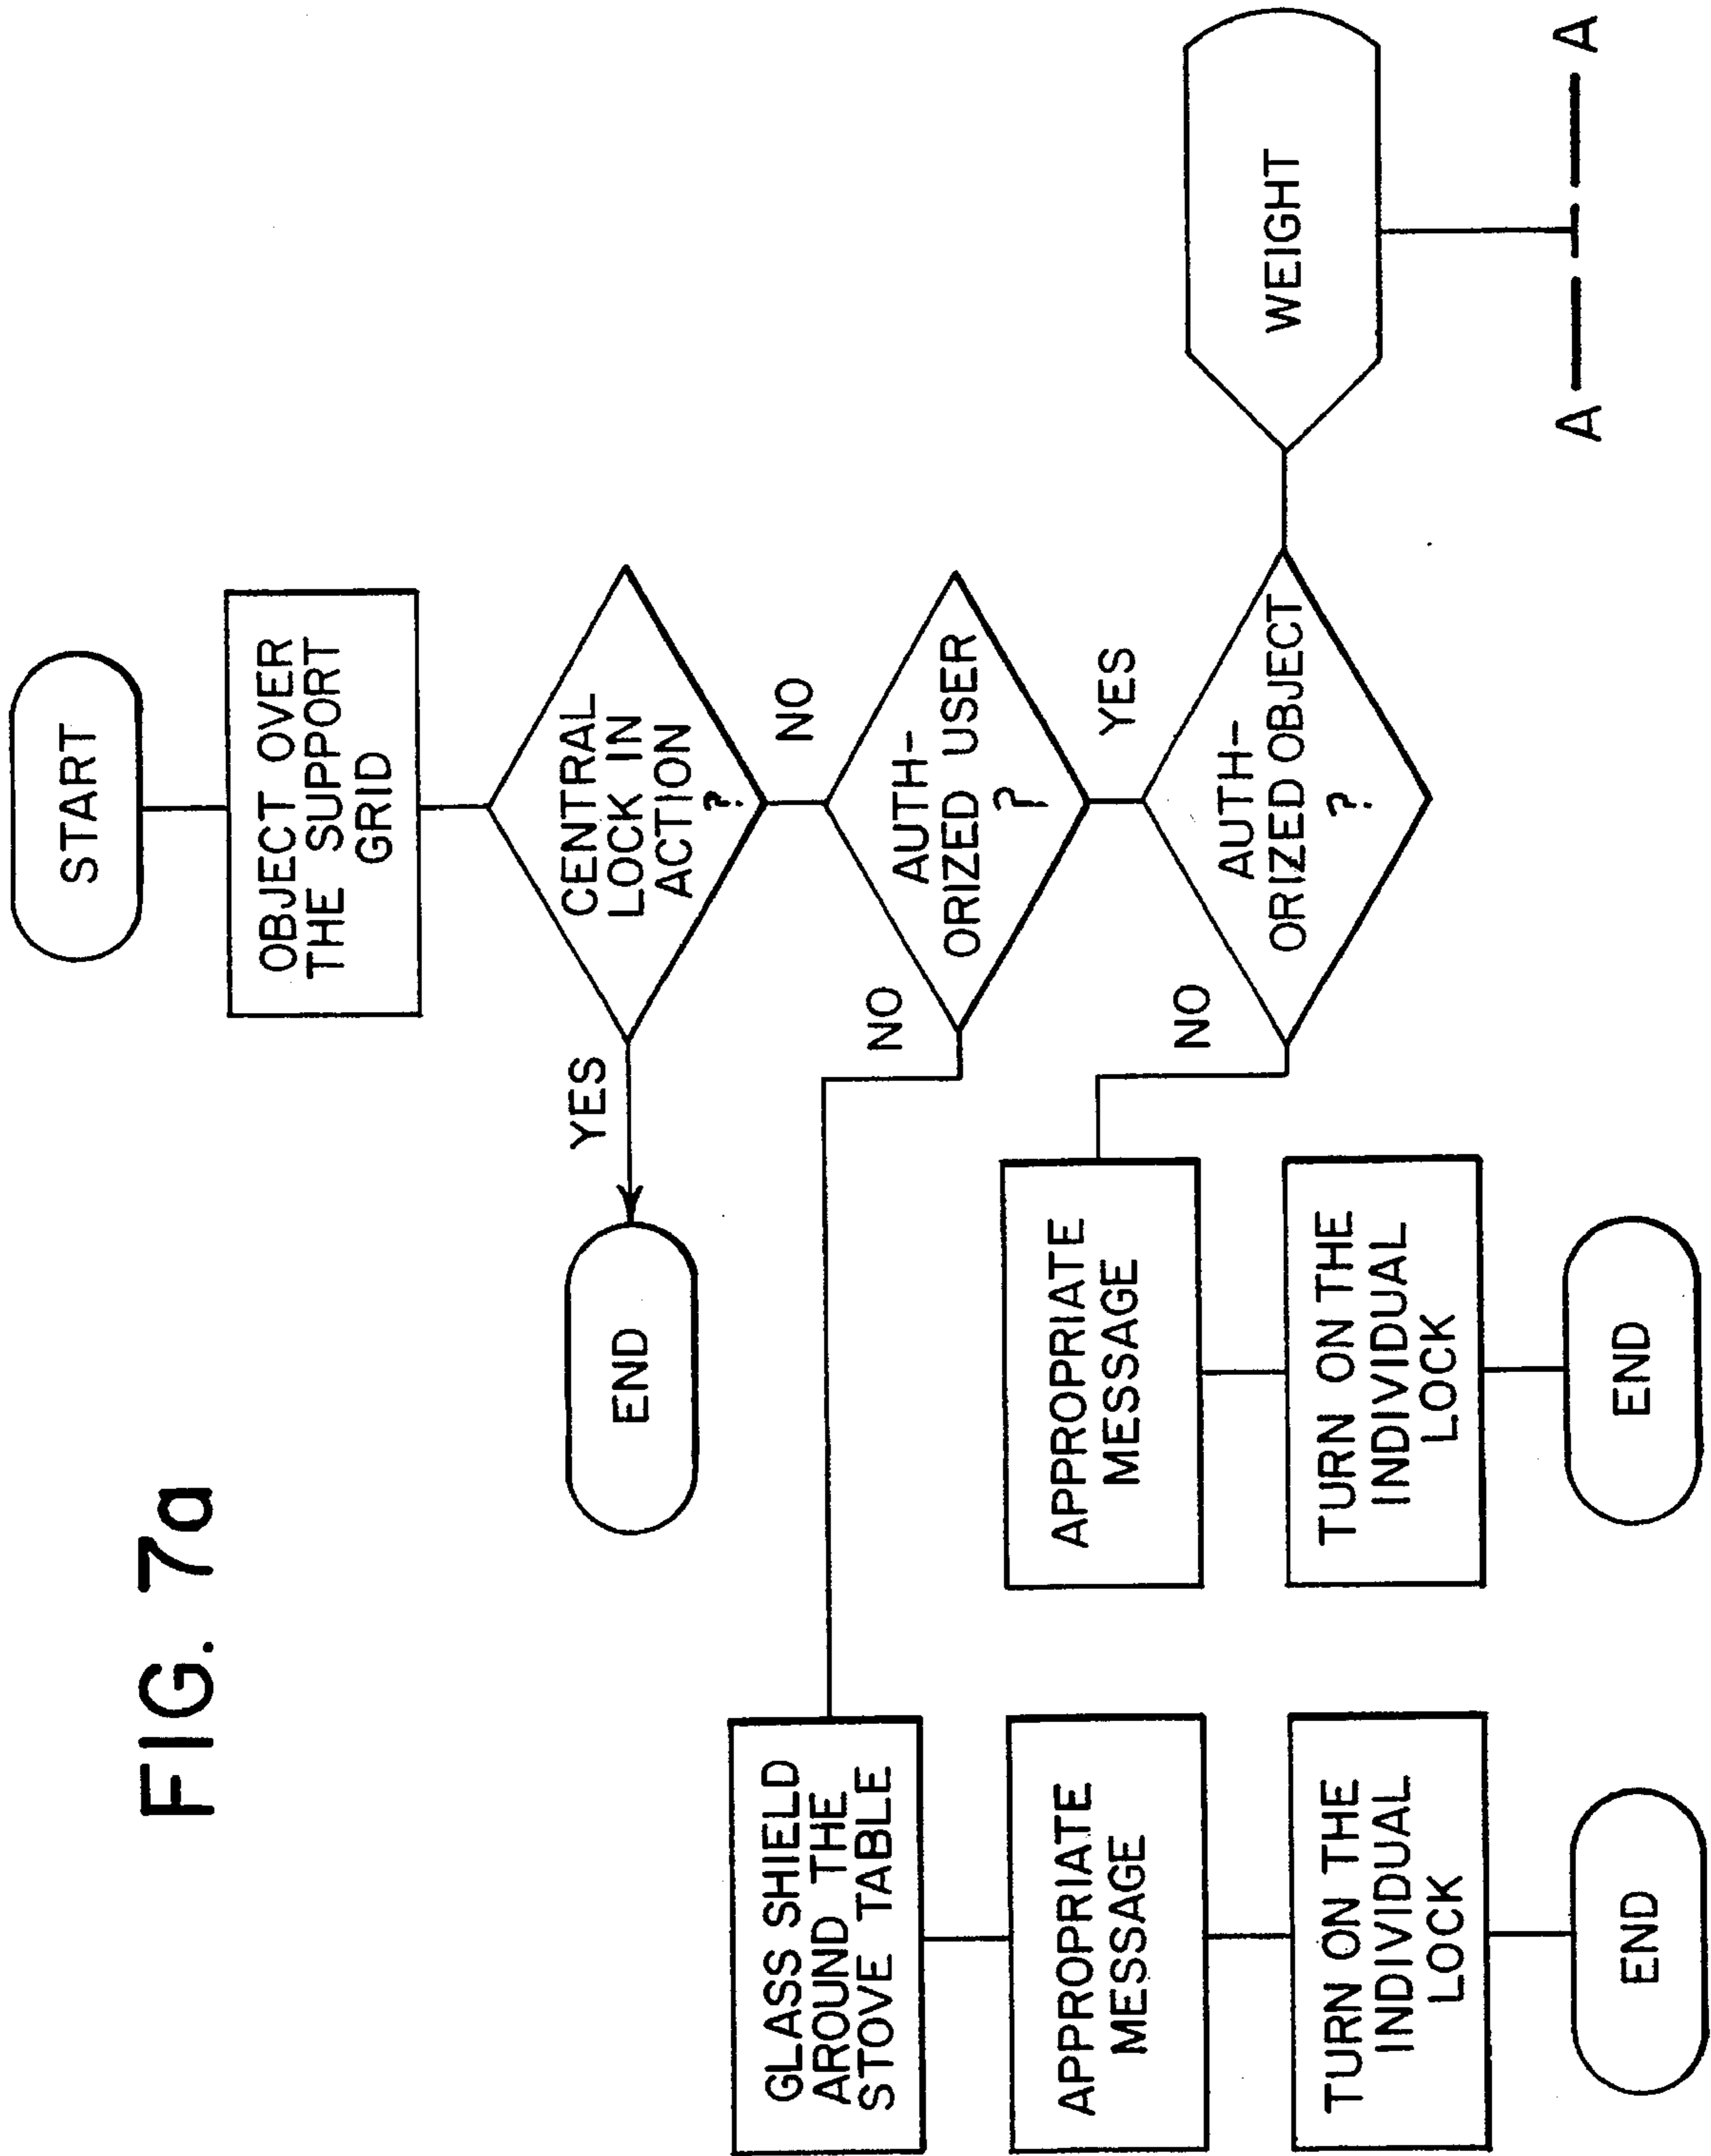 FIG. 7a
START
OBJECT OVER
THE SUPPORT
GRID
CENTRAL
LOCK IN
ACTION
?
YES
END
NO
AUTH-
ORIZED USER
?
NO
GLASS SHIELD
AROUND THE
STOVE TABLE
APPROPRIATE
MESSAGE
TURN ON THE
INDIVIDUAL
LOCK
END
YES
AUTH-
ORIZED OBJECT
?
NO
APPROPRIATE
MESSAGE
TURN ON THE
INDIVIDUAL
LOCK
END
WEIGHT
A A